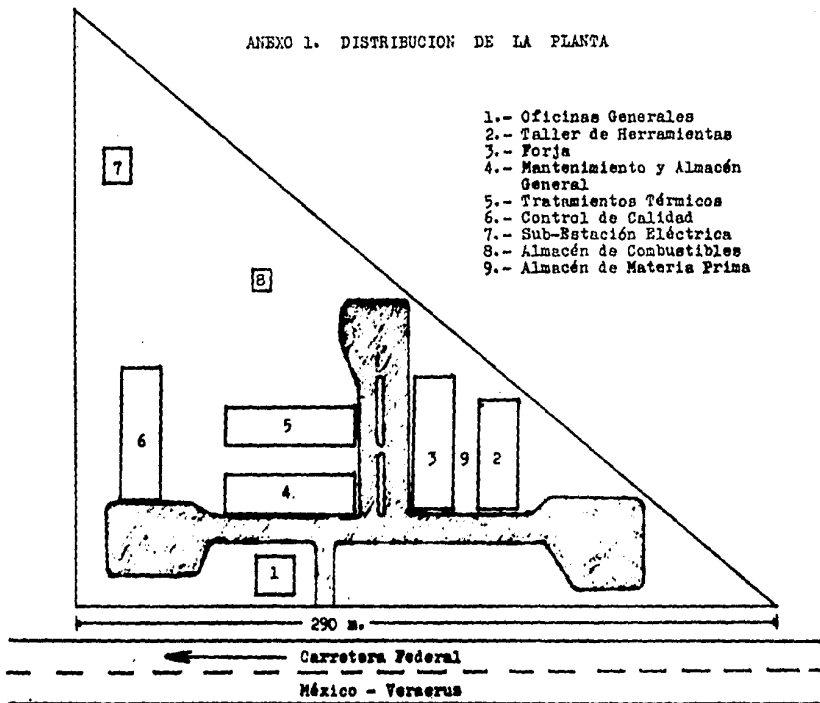 ANEXO 1. DISTRIBUCION DE LA PLANTA
1.- Oficinas Generales
2.- Taller de Herramientas
3.- Forja
4.- Mantenimiento y Almacén
General
5.- Tratamientos Térmicos
6.- Control de Calidad
7.- Sub-Estación Eléctrica
8.- Almacén de Combustibles
9.- Almacén de Materia Prima
7
8
6
5
4
3
9
2
1
290 m.
Carretera Federal
México - Veracruz